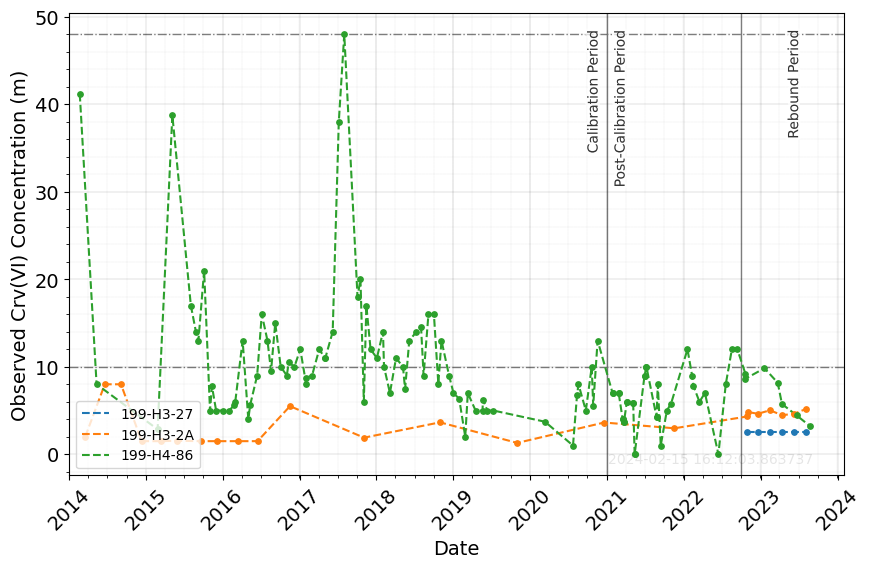 50
40
30
20
10
0
Observed Crv(VI) Concentration (m)
Calibration Period
Post-Calibration Period
Rebound Period
199-H3-27
199-H3-2A
199-H4-86
2024-02-15 16:12:03.863737
2014
2015
2016
2017
2018
2019
2020
2021
2022
2023
2024
Date